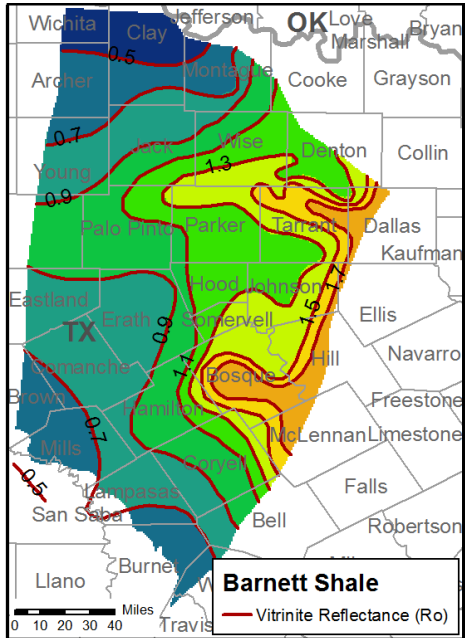 Jefferson
OK
Love
Wichita
Clay
Marshall
Bryan
0.5
Archer
Montague
Cooke
Grayson
0.7
Jack
Wise
1.3
Denton
Collin
Young
0.9
Palo Pinto
Parker
Tarrant
Dallas
Kaufman
Hood
Johnson
1.7
Eastland
TX
Erath
0.9
Somervell
1.5
Ellis
Comanche
1.1
Bosque
Hill
Navarro
Brown
Hamilton
Freestone
0.7
McLennan
Limestone
Mills
Coryell
0.5
Lampasas
Falls
San Saba
Bell
Robertson
Burnet
Llano
Travis
0 10 20 30 40 Miles
Barnett Shale
Vitrinite Reflectance (Ro)